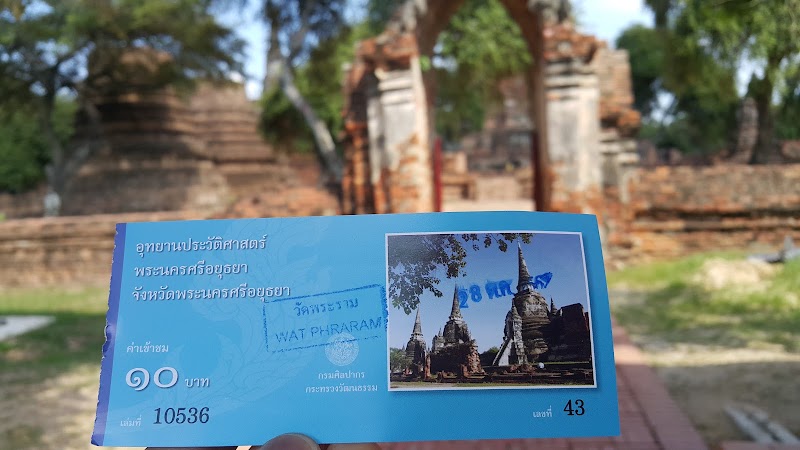 อุทยานประวัติศาสตร์
พระนครศรีอยุธยา
จังหวัดพระนครศรีอยุธยา
วัดพระราม
WAT PHRARAM
ค่าเข้าชม
๑๐ บาท
กรมศิลปากร
กระทรวงวัฒนธรรม
เล่มที่ 10536
28
เลขที่ 43